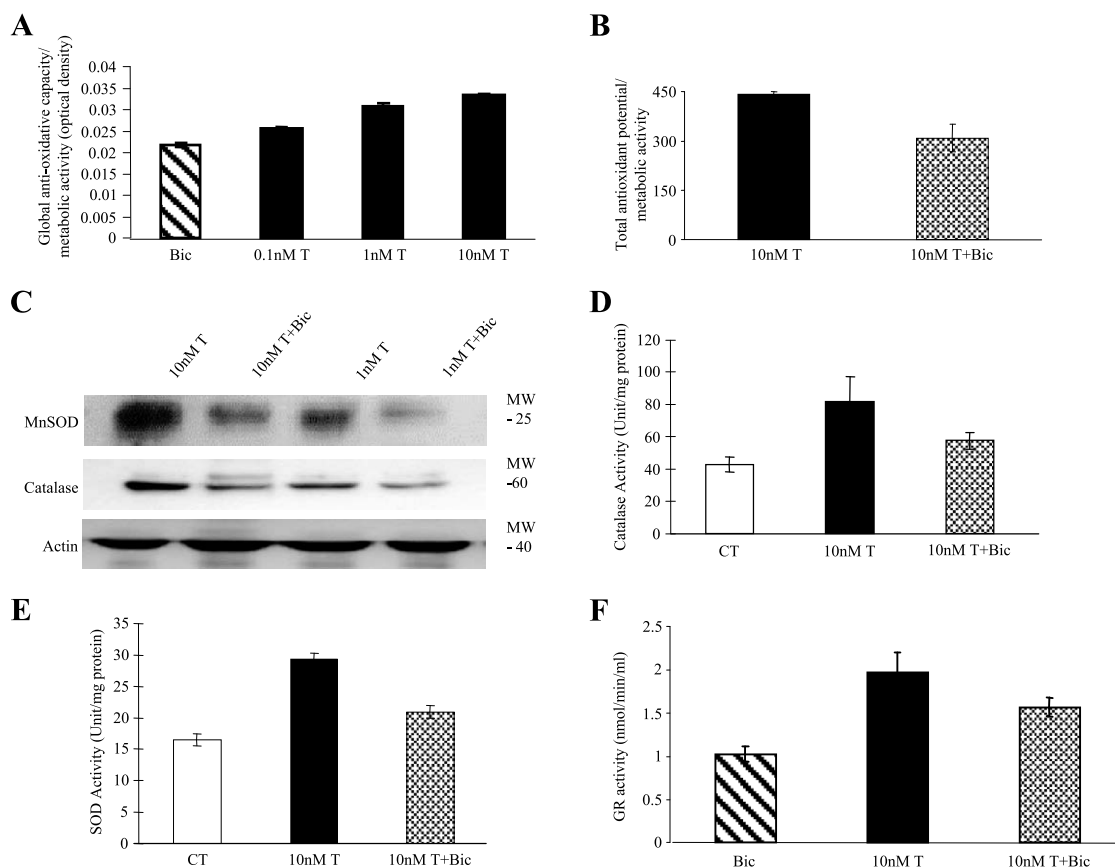 A
Global anti-oxidative capacity/
metabolic activity (optical density)
0.04
0.035
0.03
0.025
0.02
0.015
0.01
0.005
0
Bic
0.1nM T
1nM T
10nM T
B
Total antioxidant potential/
metabolic activity
450
300
150
0
10nM T
10nM T+Bic
C
10nM T
10nM T+Bic
1nM T
1nM T+Bic
MnSOD
MW
- 25
Catalase
MW
-60
Actin
MW
- 40
D
Catalase Activity (Unit/mg protein)
120
100
80
60
40
20
0
CT
10nM T
10nM T+Bic
E
SOD Activity (Unit/mg protein)
35
30
25
20
15
10
5
0
CT
10nM T
10nM T+Bic
F
GR activity (nmol/min/ml)
2.5
2
1.5
1
0.5
0
Bic
10nM T
10nM T+Bic